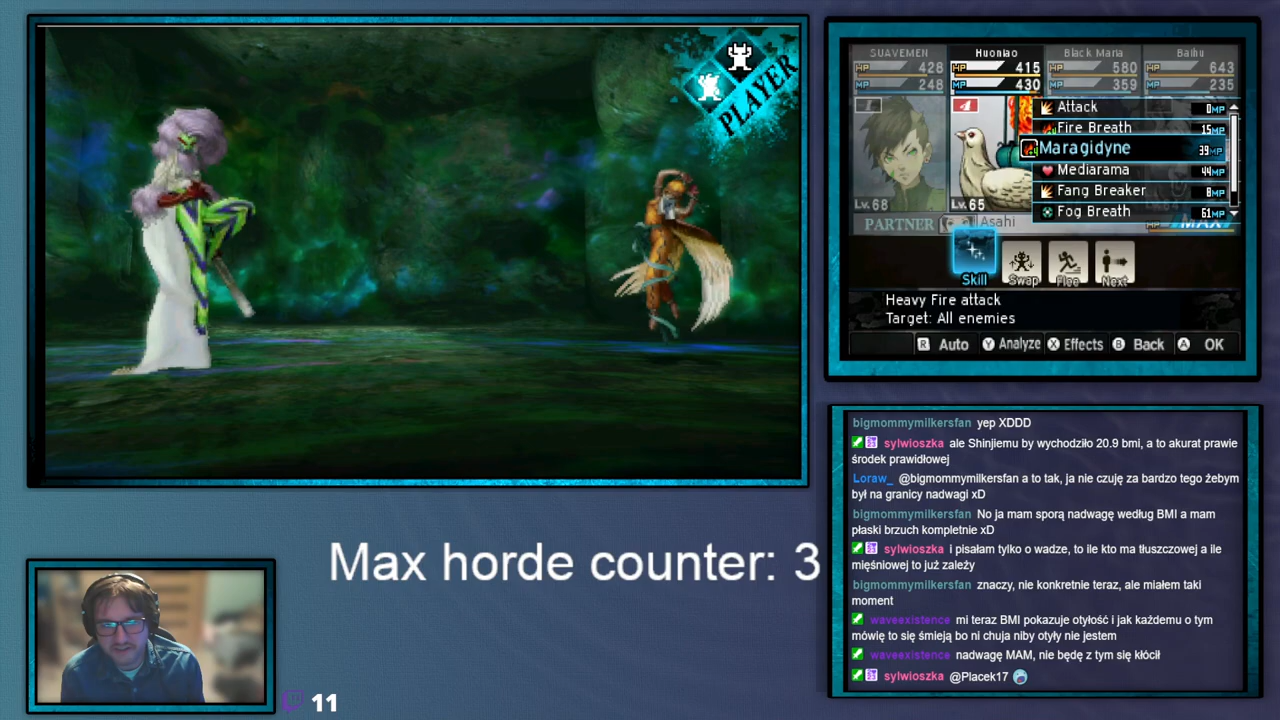 PLAYER
SUAVEMEN
HP 428
MP 248
Huoniao
HP 415
MP 430
Black Maria
HP 580
MP 359
Baihu
HP 643
MP 235
Attack 0MP
Fire Breath 15MP
Maragidyne 39MP
Mediarama 44MP
Fang Breaker 8MP
Fog Breath 61MP
Lv.68
Lv.65
PARTNER Asahi
MAX
Skill Swap Flee Next
Heavy Fire attack
Target: All enemies
R Auto Y Analyze X Effects B Back A OK
bigmommymilkersfan yep XDDD
sylwioszka ale Shinjiemu by wychodziło 20.9 bmi, a to akurat prawie
środek prawidłowej
Loraw_ @bigmommymilkersfan a to tak, ja nie czuję za bardzo tego żebym
był na granicy nadwagi xD
bigmommymilkersfan No ja mam sporą nadwagę według BMI a mam
płaski brzuch kompletnie xD
sylwioszka i pisałam tylko o wadze, to ile kto ma tłuszczowej a ile
mięśniowej to już zależy
bigmommymilkersfan znaczy, nie konkretnie teraz, ale miałem taki
moment
waveexistence mi teraz BMI pokazuje otyłość i jak każdemu o tym
mówię to się śmieją bo ni chuja niby otyły nie jestem
waveexistence nadwagę MAM, nie będę z tym się kłócił
sylwioszka @Placek17
Max horde counter: 3
11